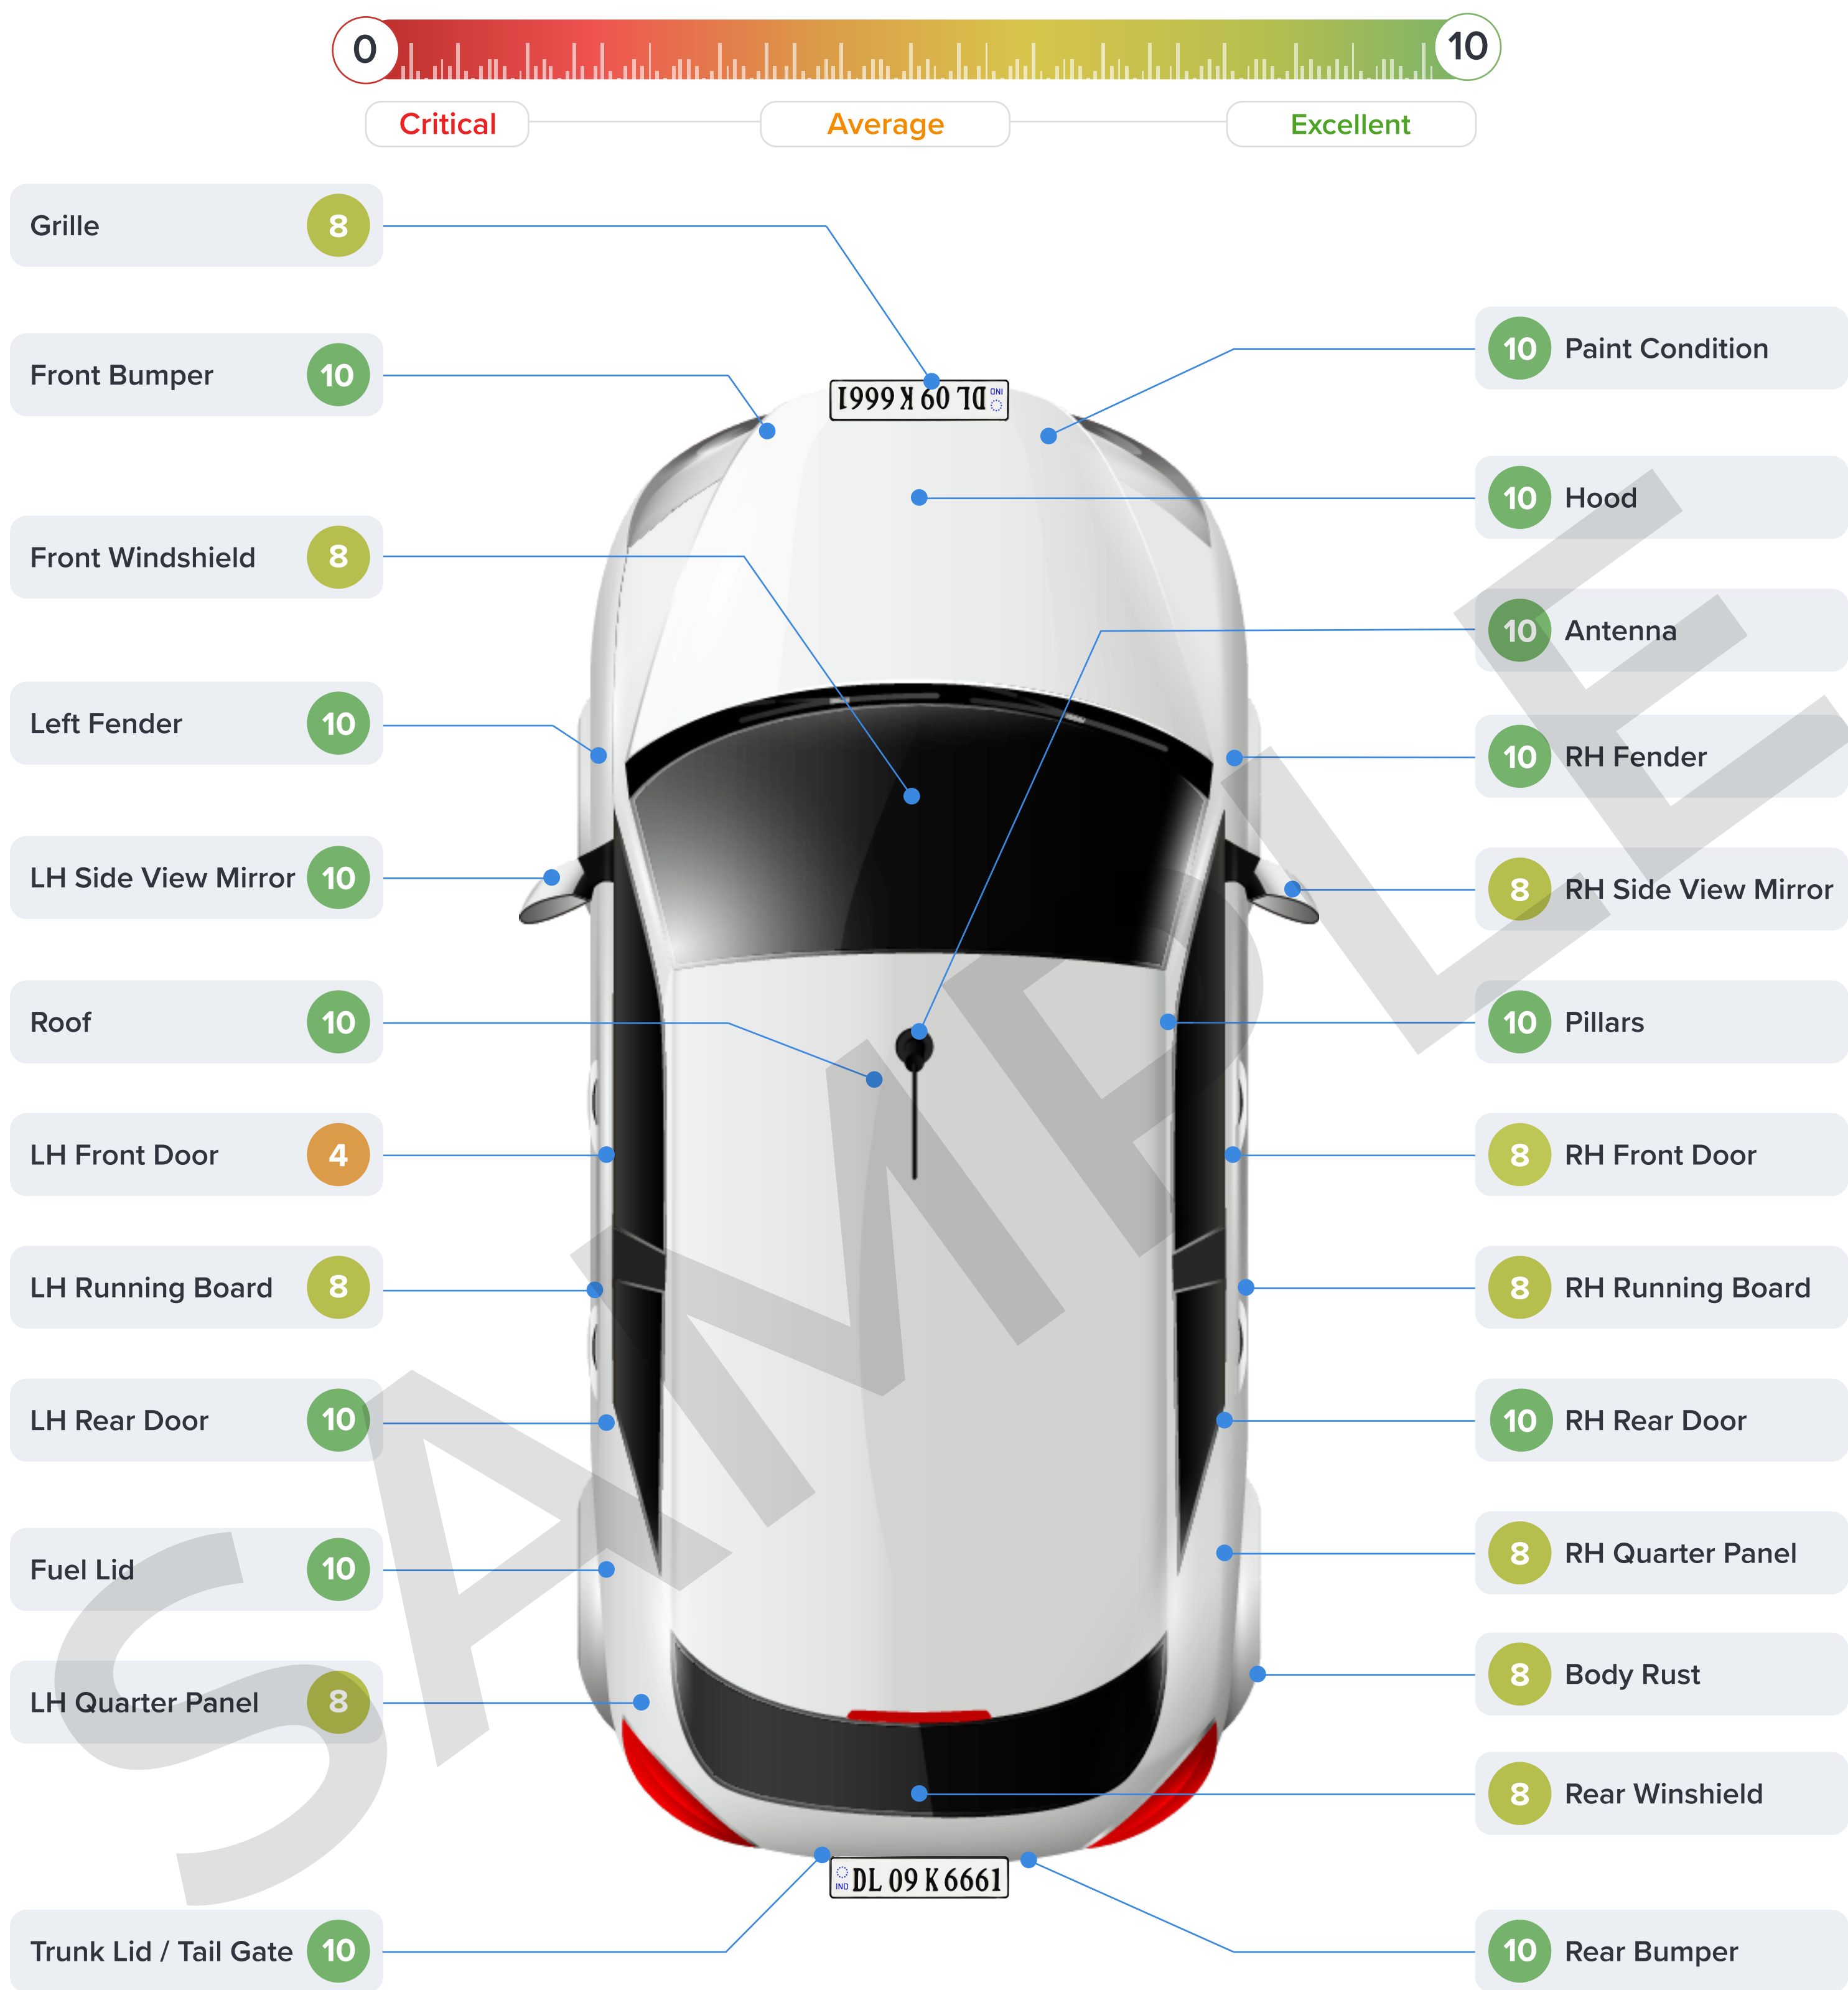 0
10
Critical
Average
Excellent
Grille 8
Front Bumper 10
Front Windshield 8
Left Fender 10
LH Side View Mirror 10
Roof 10
LH Front Door 4
LH Running Board 8
LH Rear Door 10
Fuel Lid 10
LH Quarter Panel 8
Trunk Lid / Tail Gate 10
10 Paint Condition
10 Hood
10 Antenna
10 RH Fender
8 RH Side View Mirror
10 Pillars
8 RH Front Door
8 RH Running Board
10 RH Rear Door
8 RH Quarter Panel
8 Body Rust
8 Rear Winshield
10 Rear Bumper
IND DL 09 K 6661
IND DL 09 K 6661
SAMPLE